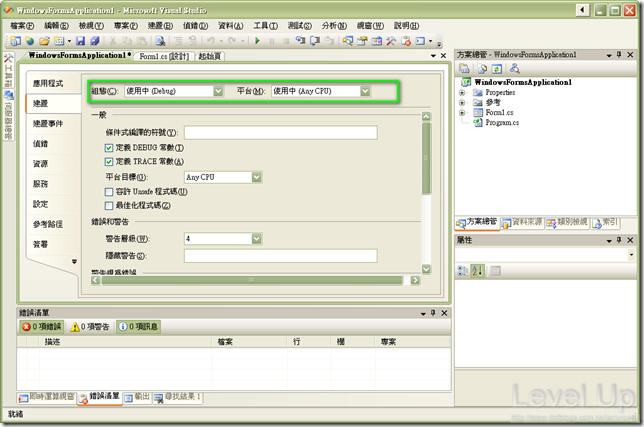 WindowsFormsApplication1 - Microsoft Visual Studio
檔案(F) 編輯(E) 檢視(V) 專案(P) 建置(B) 偵錯(D) 資料(A) 工具(T) 測試(S) 分析(N) 視窗(W) 說明(H)
WindowsFormsApplication1* Form1.cs [設計] 起始頁
方案總管 - WindowsFormsApplication1
工具箱
伺服器總管
應用程式
建置
建置事件
偵錯
資源
服務
設定
參考路徑
簽署
組態(C): 使用中 (Debug) 平台(M): 使用中 (Any CPU)
一般
條件式編譯的符號(Y):
定義 DEBUG 常數(I)
定義 TRACE 常數(A)
平台目標(G): Any CPU
容許 Unsafe 程式碼(U)
最佳化程式碼(Z)
錯誤和警告
警告層級(W): 4
隱藏警告(S):
警告視為錯誤
WindowsFormsApplication1
Properties
參考
Form1.cs
Program.cs
方案總管 資料來源 類別檢視 索引
屬性
錯誤清單
0 項錯誤 0 項警告 0 項訊息
描述 檔案 行 欄 專案
即時運算視窗 錯誤清單 輸出 尋找結果 1
就緒
Level Up